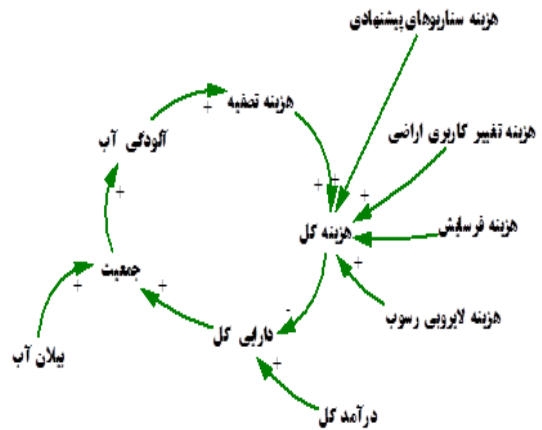 هزینه سناریوهای پیشنهادی
هزینه تصفیه
+
آلودگی آب
هزینه تغییر کاربری اراضی
+
+
+
+
هزینه فرسایش
هزینه کل
جمعیت
+
هزینه لایروبی رسوب
+
+
-
دارایی کل
+
بیلان آب
درآمد کل